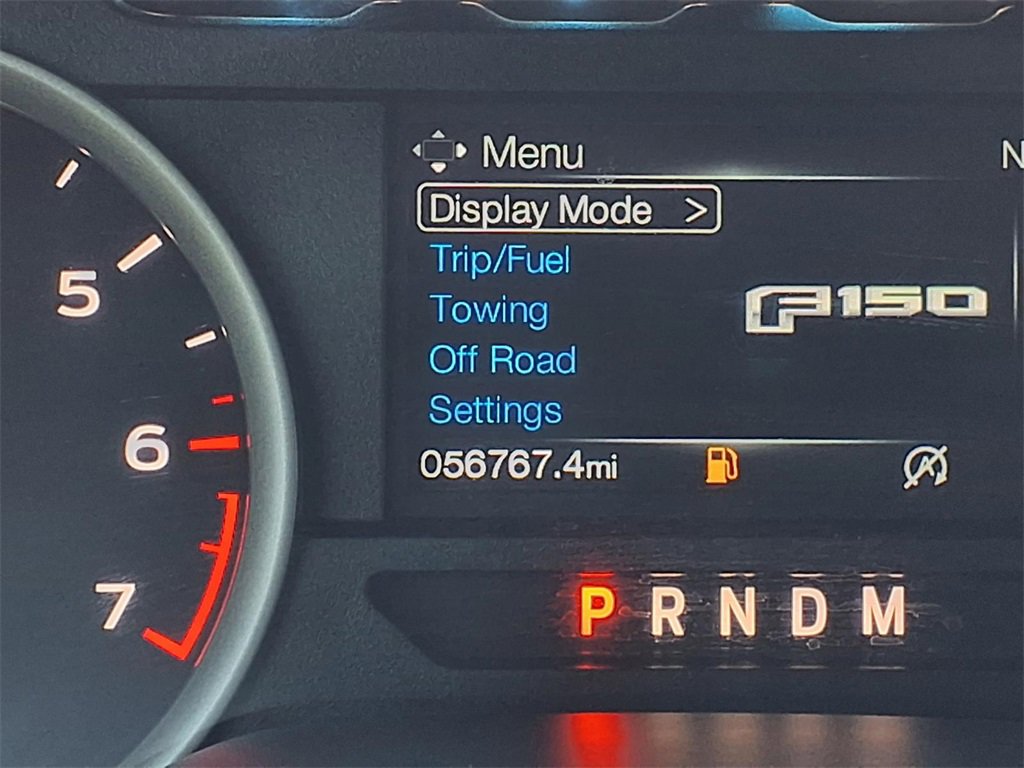 Menu
N
Display Mode >
Trip/Fuel
5
Towing
F150
Off Road
Settings
6
056767.4mi
7
P R N D M